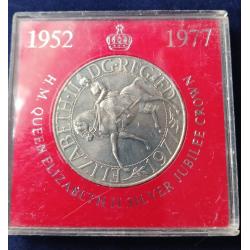 1952 1977
H.M. QUEEN ELIZABETH II SILVER JUBILEE CROWN
ELIZABETH·II DG·REG FD 1977